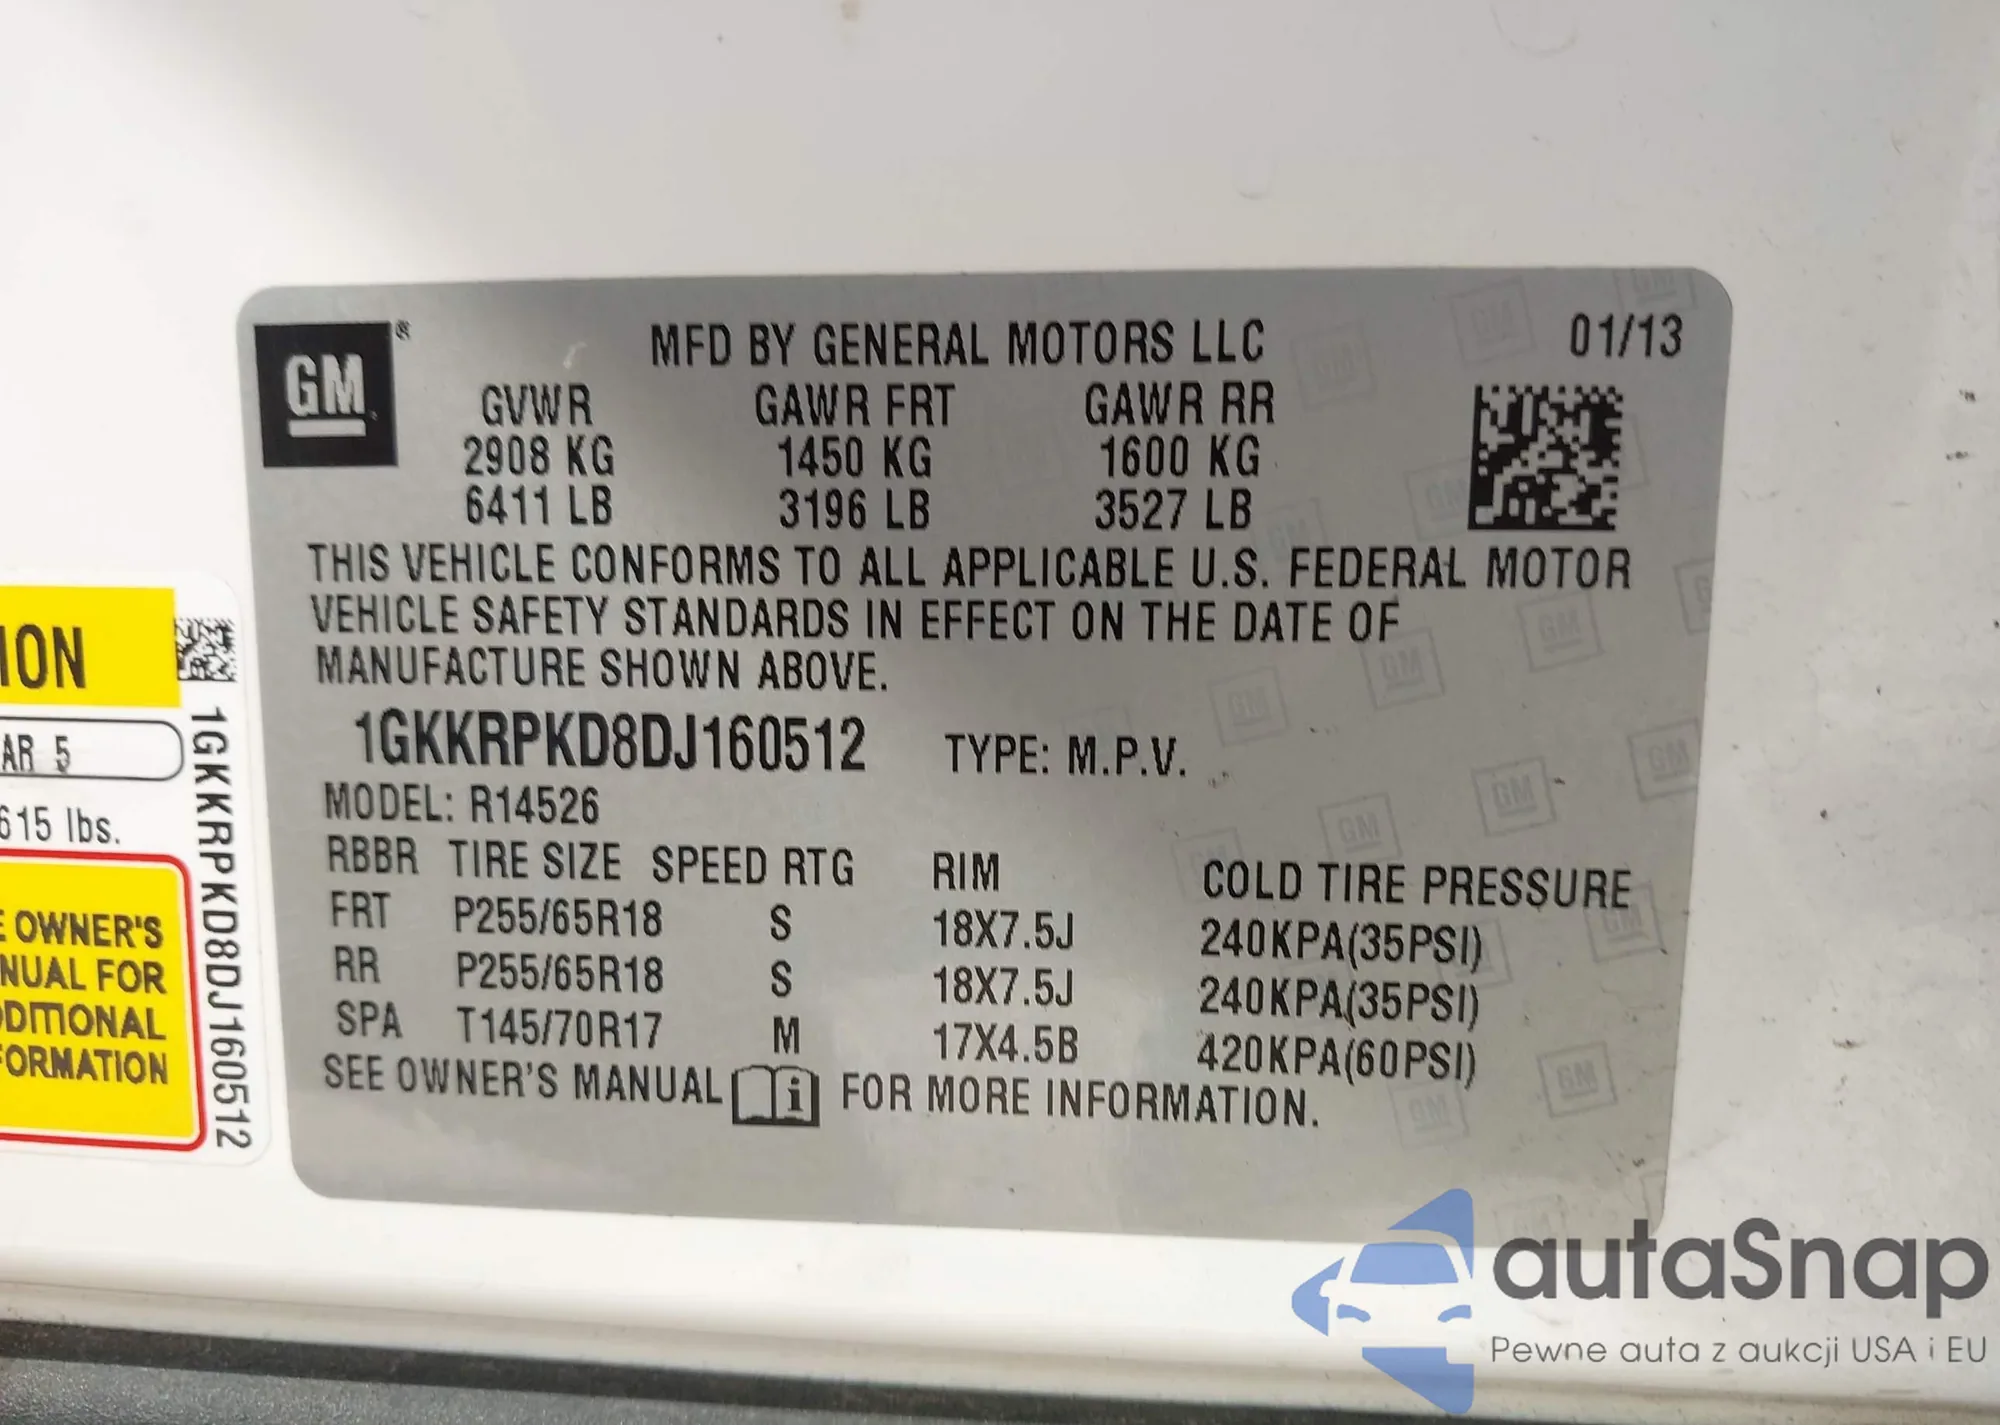 GM
®
MFD BY GENERAL MOTORS LLC 01/13
GVWR GAWR FRT GAWR RR
2908 KG 1450 KG 1600 KG
6411 LB 3196 LB 3527 LB
THIS VEHICLE CONFORMS TO ALL APPLICABLE U.S. FEDERAL MOTOR
VEHICLE SAFETY STANDARDS IN EFFECT ON THE DATE OF
MANUFACTURE SHOWN ABOVE.
1GKKRPKD8DJ160512 TYPE: M.P.V.
MODEL: R14526
RBBR TIRE SIZE SPEED RTG RIM COLD TIRE PRESSURE
FRT P255/65R18 S 18X7.5J 240KPA(35PSI)
RR P255/65R18 S 18X7.5J 240KPA(35PSI)
SPA T145/70R17 M 17X4.5B 420KPA(60PSI)
SEE OWNER'S MANUAL i FOR MORE INFORMATION.
ION
AR 5
615 lbs.
E OWNER'S
NUAL FOR
DDITIONAL
FORMATION
1GKKRPKD8DJ160512
autaSnap
Pewne auta z aukcji USA i EU